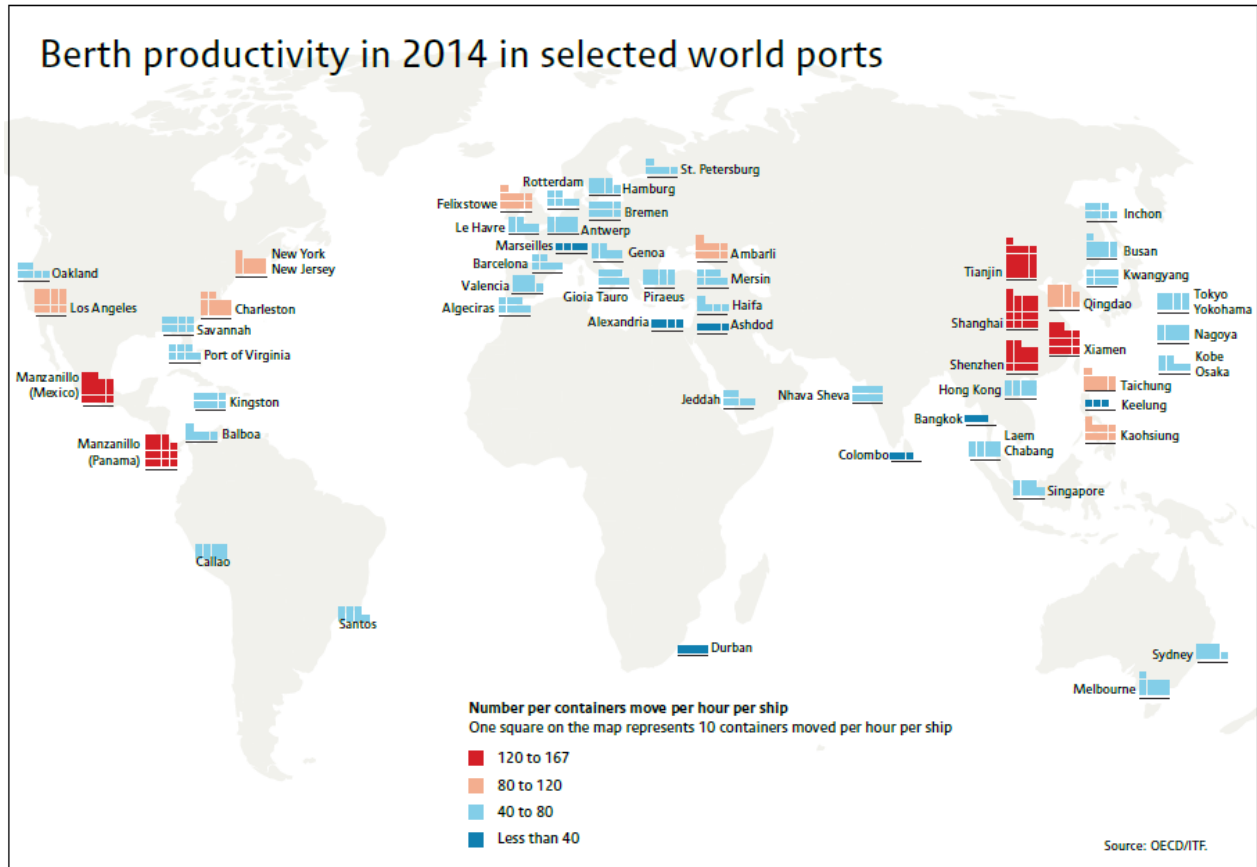 Berth productivity in 2014 in selected world ports
St. Petersburg
Rotterdam
Hamburg
Felixstowe
Bremen
Inchon
Le Havre
Antwerp
Marseilles
Genoa
Ambarli
Busan
New York
New Jersey
Oakland
Barcelona
Mersin
Tianjin
Kwangyang
Valencia
Gioia Tauro
Piraeus
Los Angeles
Charleston
Algeciras
Haifa
Qingdao
Tokyo
Yokohama
Savannah
Alexandria
Ashdod
Shanghai
Nagoya
Port of Virginia
Xiamen
Shenzhen
Kobe
Osaka
Manzanillo
(Mexico)
Kingston
Jeddah
Nhava Sheva
Hong Kong
Taichung
Keelung
Bangkok
Balboa
Manzanillo
(Panama)
Kaohsiung
Laem
Chabang
Colombo
Singapore
Callao
Santos
Durban
Sydney
Melbourne
Number per containers move per hour per ship
One square on the map represents 10 containers moved per hour per ship
120 to 167
80 to 120
40 to 80
Less than 40
Source: OECD/ITF.